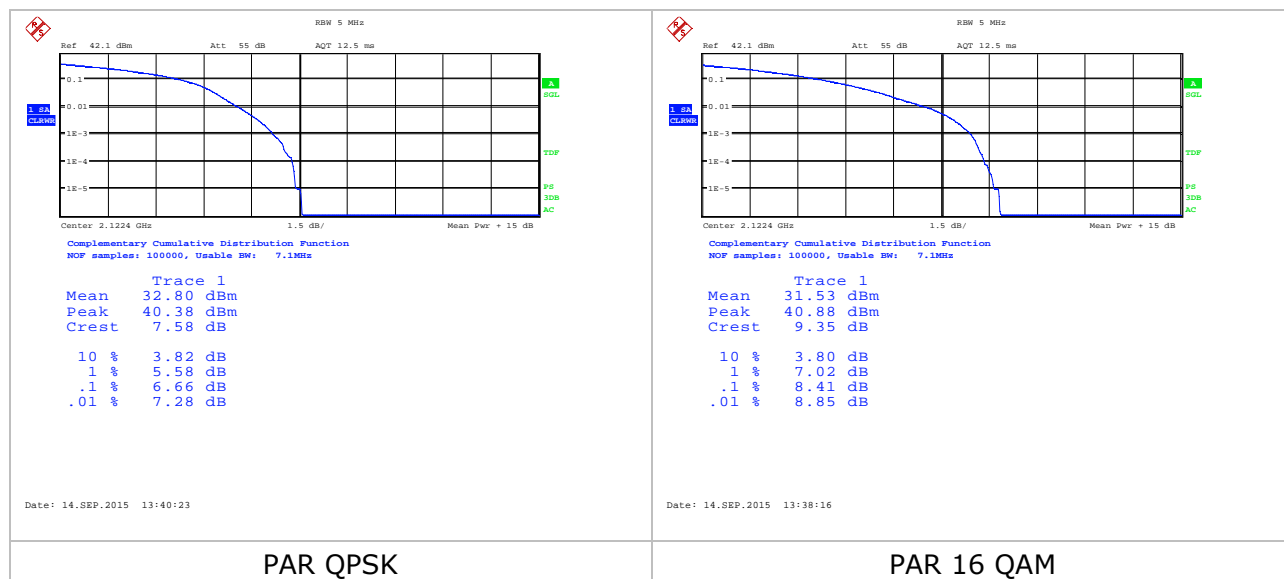 RBW 5 MHz
R S
Ref 42.1 dBm Att 55 dB AQT 12.5 ms
0.1
A
SGL
1 SA
CLRWR
0.01
1E-3
1E-4
TDF
1E-5
PS
3DB
AC
Center 2.1224 GHz 1.5 dB/ Mean Pwr + 15 dB
Complementary Cumulative Distribution Function
NOF samples: 100000, Usable BW: 7.1MHz
Trace 1
Mean 32.80 dBm
Peak 40.38 dBm
Crest 7.58 dB
10 % 3.82 dB
1 % 5.58 dB
.1 % 6.66 dB
.01 % 7.28 dB
Date: 14.SEP.2015 13:40:23
PAR QPSK
RBW 5 MHz
R S
Ref 42.1 dBm Att 55 dB AQT 12.5 ms
0.1
A
SGL
1 SA
CLRWR
0.01
1E-3
1E-4
TDF
1E-5
PS
3DB
AC
Center 2.1224 GHz 1.5 dB/ Mean Pwr + 15 dB
Complementary Cumulative Distribution Function
NOF samples: 100000, Usable BW: 7.1MHz
Trace 1
Mean 31.53 dBm
Peak 40.88 dBm
Crest 9.35 dB
10 % 3.80 dB
1 % 7.02 dB
.1 % 8.41 dB
.01 % 8.85 dB
Date: 14.SEP.2015 13:38:16
PAR 16 QAM